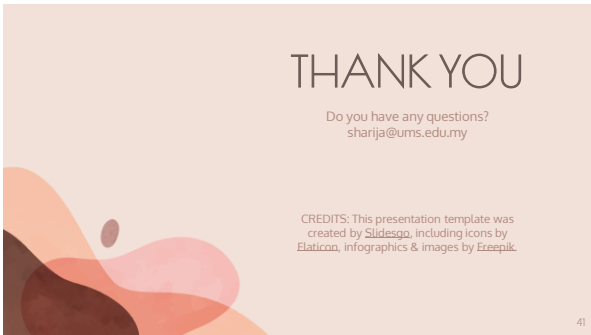 THANK YOU
Do you have any questions?
sharija@ums.edu.my
CREDITS: This presentation template was
created by Slidesgo, including icons by
Flaticon, infographics & images by Freepik.
41